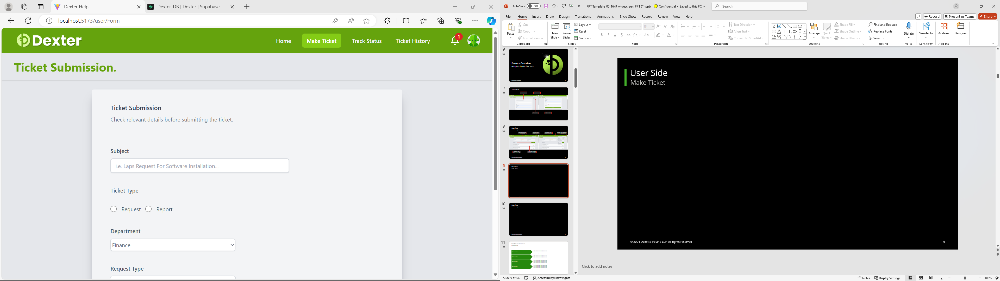 Dexter Help
Dexter_DB | Dexter | Supabase
localhost:5173/user/Form
Dexter
Home
Make Ticket
Track Status
Ticket History
1
Ticket Submission.
Ticket Submission
Check relevant details before submitting the ticket.
Subject
i.e. Laps Request For Software Installation...
Ticket Type
Request
Report
Department
Finance
Request Type
AutoSave Off
PPT Template_00_16x9_widescreen_PPT (1).pptx
Confidential • Saved to this PC
Search
File Home Insert Draw Design Transitions Animations Slide Show Record Review View Help
Record
Present in Teams
Share
Paste
Cut
Copy
Format Painter
Clipboard
New Slide
Reuse Slides
Layout
Reset
Section
Slides
18
Font
Text Direction
Align Text
Convert to SmartArt
Paragraph
Arrange
Quick Styles
Shape Fill
Shape Outline
Shape Effects
Drawing
Find and Replace
Replace Fonts
Select
Editing
Dictate
Voice
Sensitivity
Sensitivity
Add-ins
Add-ins
Designer
6
Feature Overview
Glimpse of main functions
7
Admin Side
8
User Side
9
User Side
Make Ticket
10
User Side
11
User Side
Make Ticket
© 2024 Deloitte Ireland LLP. All rights reserved
9
Click to add notes
Slide 9 of 66
Accessibility: Investigate
Notes
Display Settings
103%